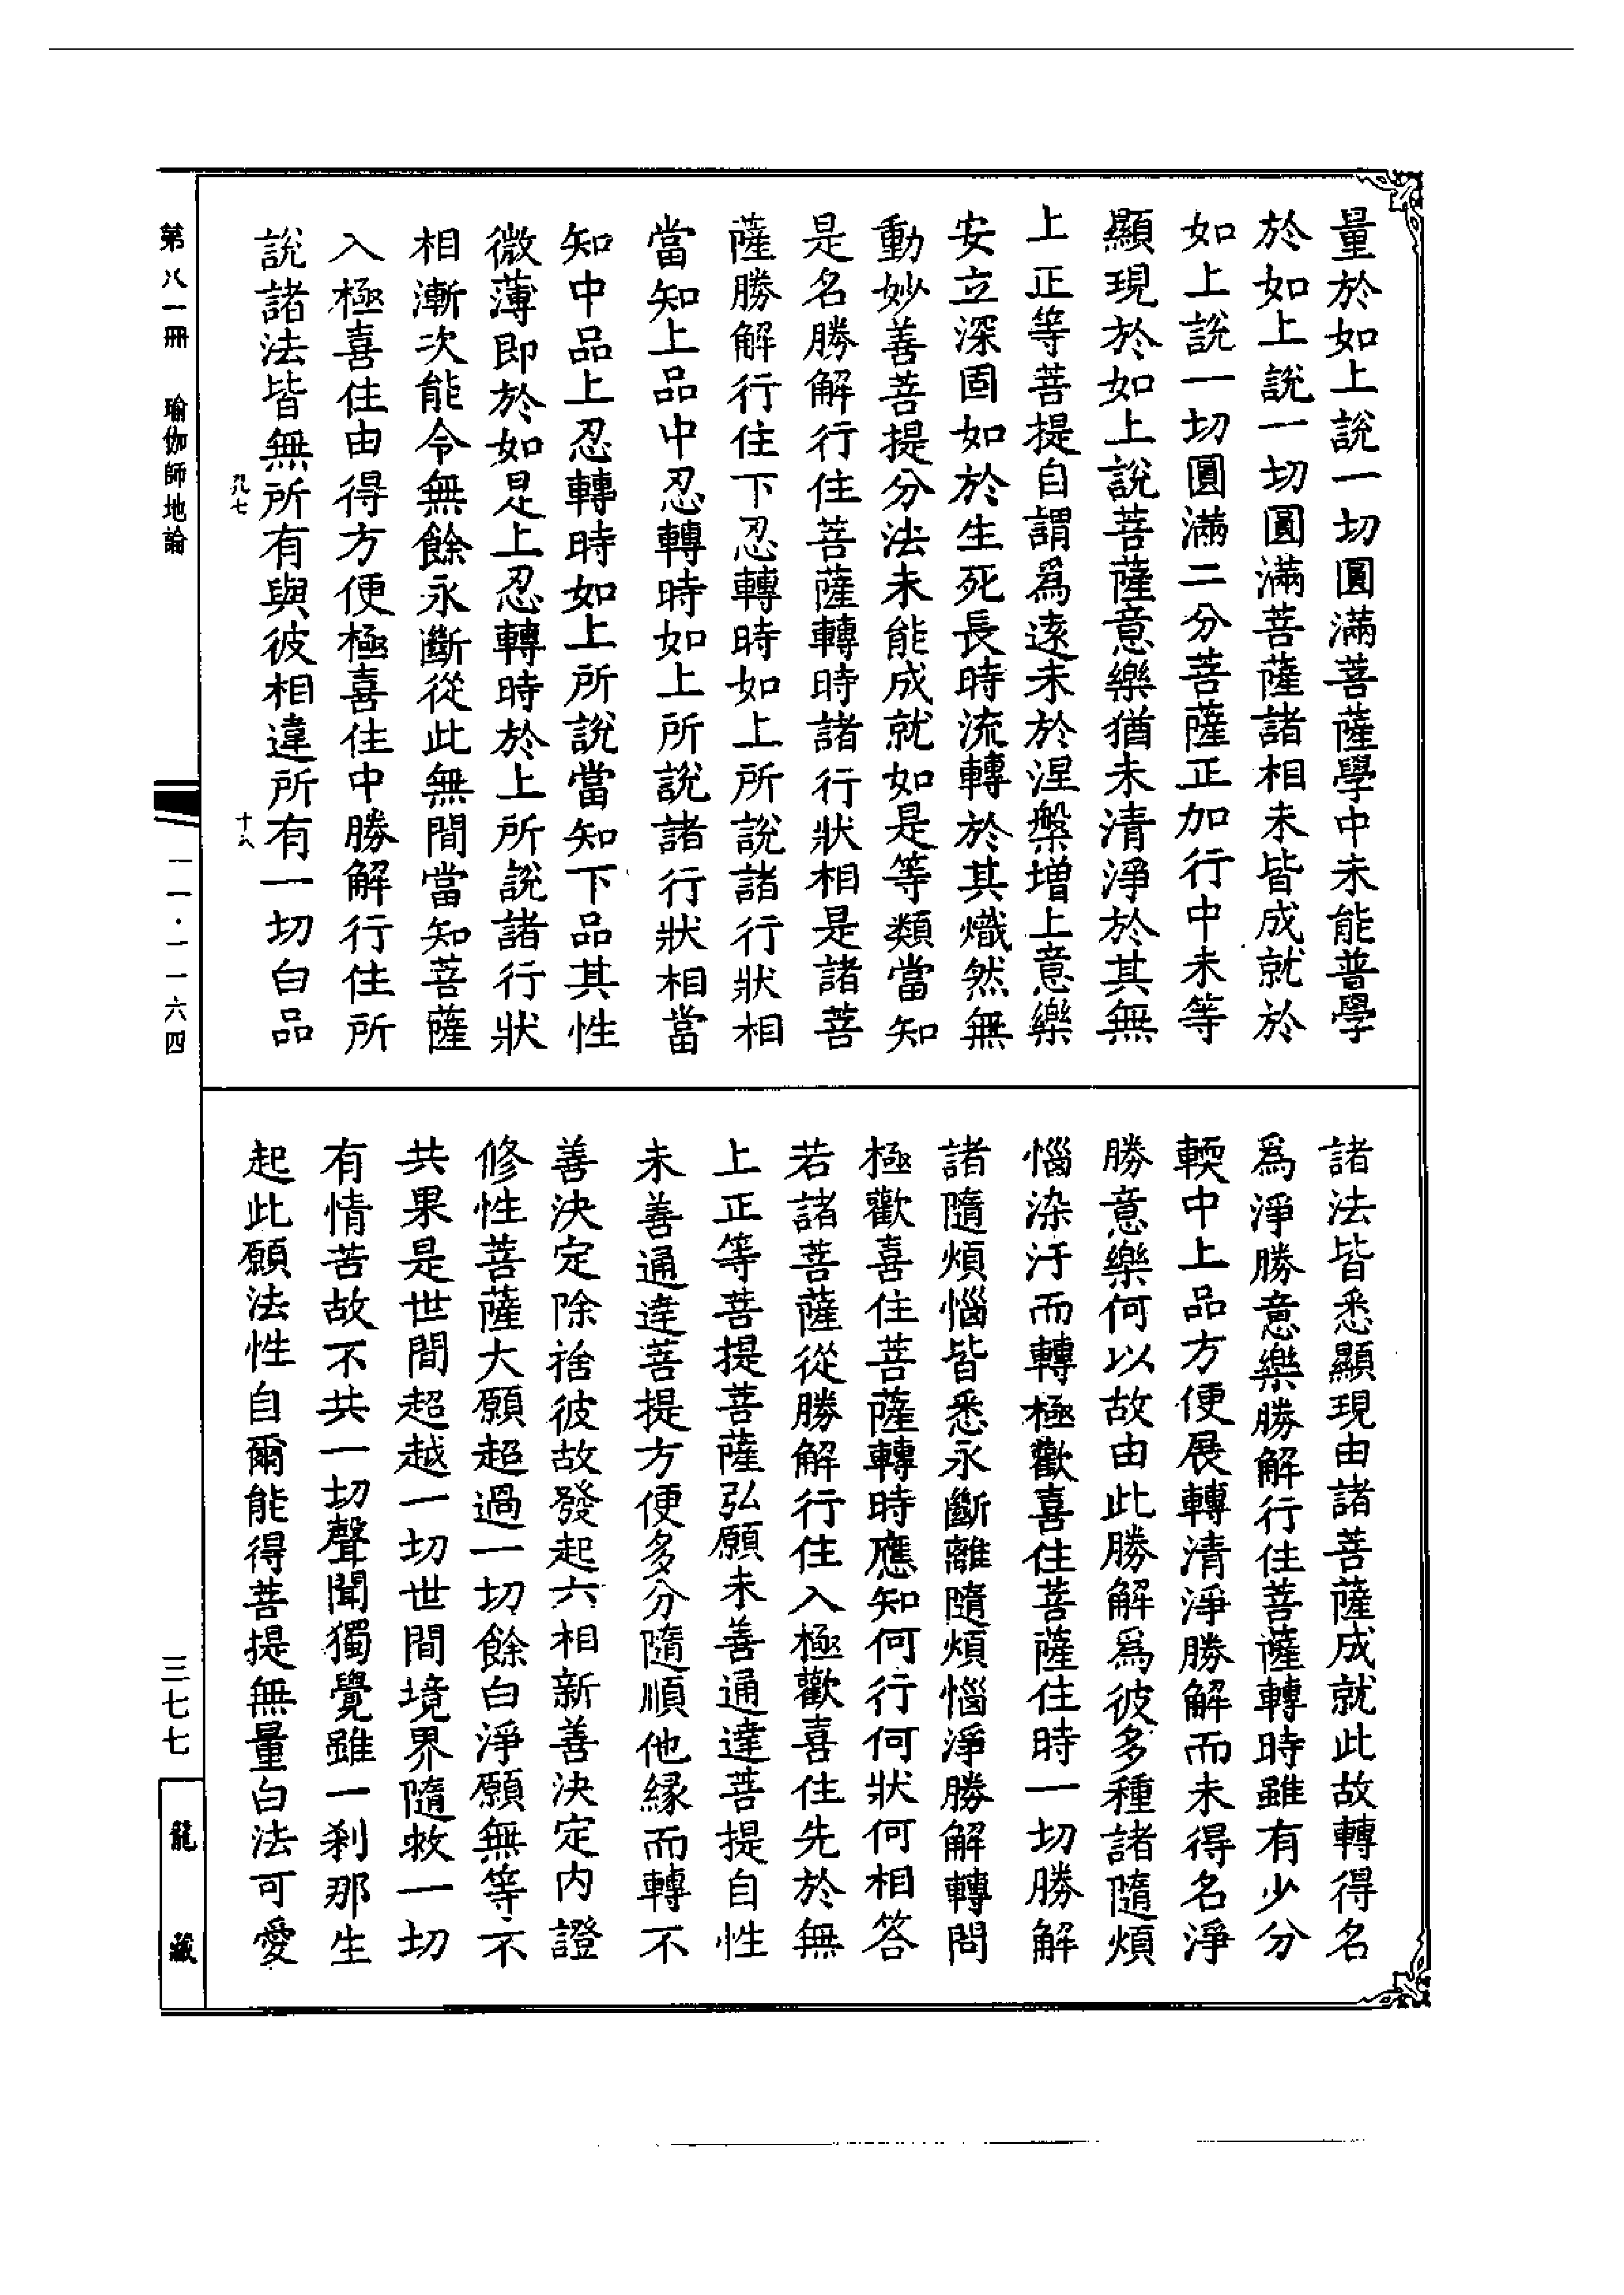 量於如上說一切圓滿菩薩學中未能普學
於如上說一切圓滿菩薩諸相未皆成就於
如上說一切圓滿二分菩薩正加行中未等
顯現於如上說菩薩意樂猶未清淨於其無
上正等菩提自謂為遠未於涅槃增上意樂
安立深固如於生死長時流轉於其熾然無
動妙善菩提分法未能成就如是等類當知
是名勝解行住菩薩轉時諸行狀相是諸菩
薩勝解行住下忍轉時如上所說諸行狀相
當知上品中忍轉時如上所說諸行狀相當
知中品上忍轉時如上所說當知下品其性
微薄即於如是上忍轉時於上所說諸行狀
相漸次能令無餘永斷從此無間當知菩薩
入極喜住由得方便極喜住中勝解行住所
說諸法皆無所有與彼相違所有一切白品
諸法皆悉顯現由諸菩薩成就此故轉得名
為淨勝意樂勝解行住菩薩轉時雖有少分
輭中上品方便展轉清淨勝解而未得名淨
勝意樂何以故由此勝解為彼多種諸隨煩
惱染汙而轉極歡喜住菩薩住時一切勝解
諸隨煩惱皆悉永斷離隨煩惱淨勝解轉問
極歡喜住菩薩轉時應知何行何狀何相答
若諸菩薩從勝解行住入極歡喜住先於無
上正等菩提菩薩弘願未善通達菩提自性
未善通達菩提方便多分隨順他緣而轉不
善決定除捨彼故發起六相新善決定內證
修性菩薩大願超過一切餘白淨願無等不
共果是世間超越一切世間境界隨救一切
有情苦故不共一切聲聞獨覺雖一剎那生
起此願法性自爾能得菩提無量白法可愛
第八一冊 瑜伽師地論
一一·一一六四
三七七
龍藏
十六